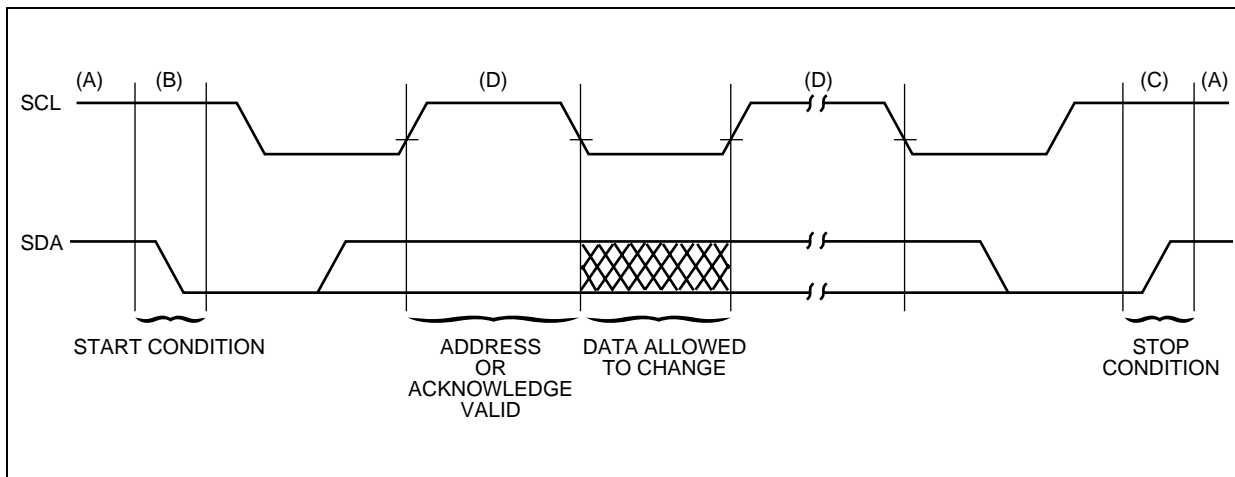 (A) (B) (D) (D) (C) (A)
SCL
SDA
START CONDITION
ADDRESS
OR
ACKNOWLEDGE
VALID
DATA ALLOWED
TO CHANGE
STOP
CONDITION